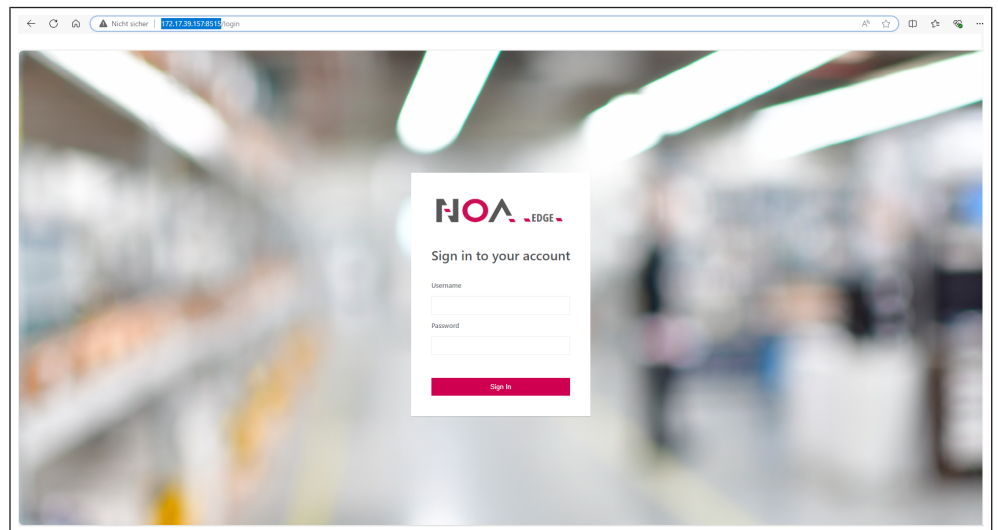 Nicht sicher | 172.17.39.157:8515/login
NOA EDGE
Sign in to your account
Username
Password
Sign In